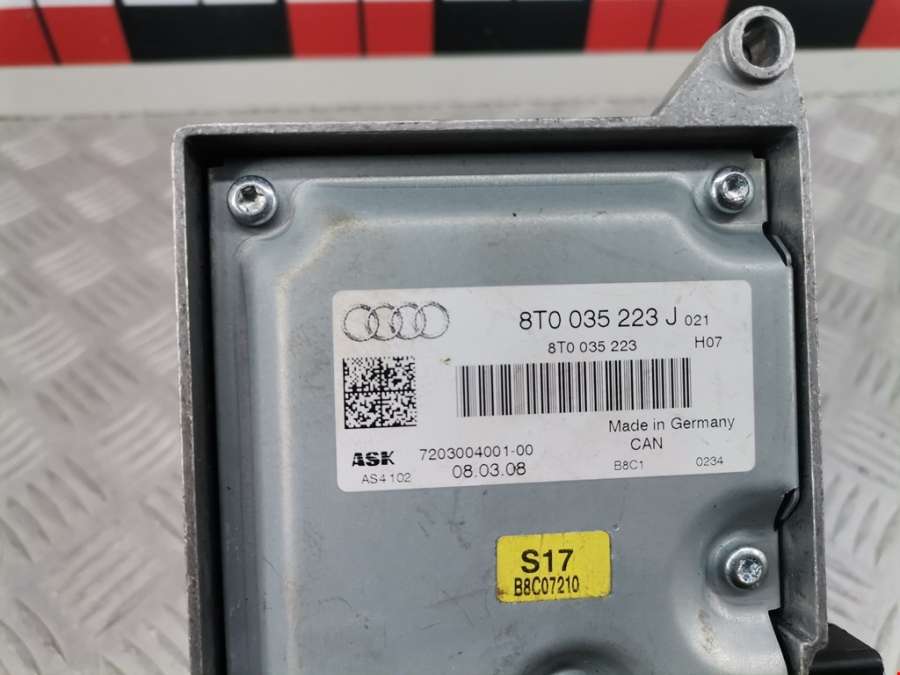 8T0 035 223 J 021
8T0 035 223 H07
Made in Germany
CAN
ASK 7203004001-00
AS4 102 08.03.08 B8C1 0234
S17
B8C07210